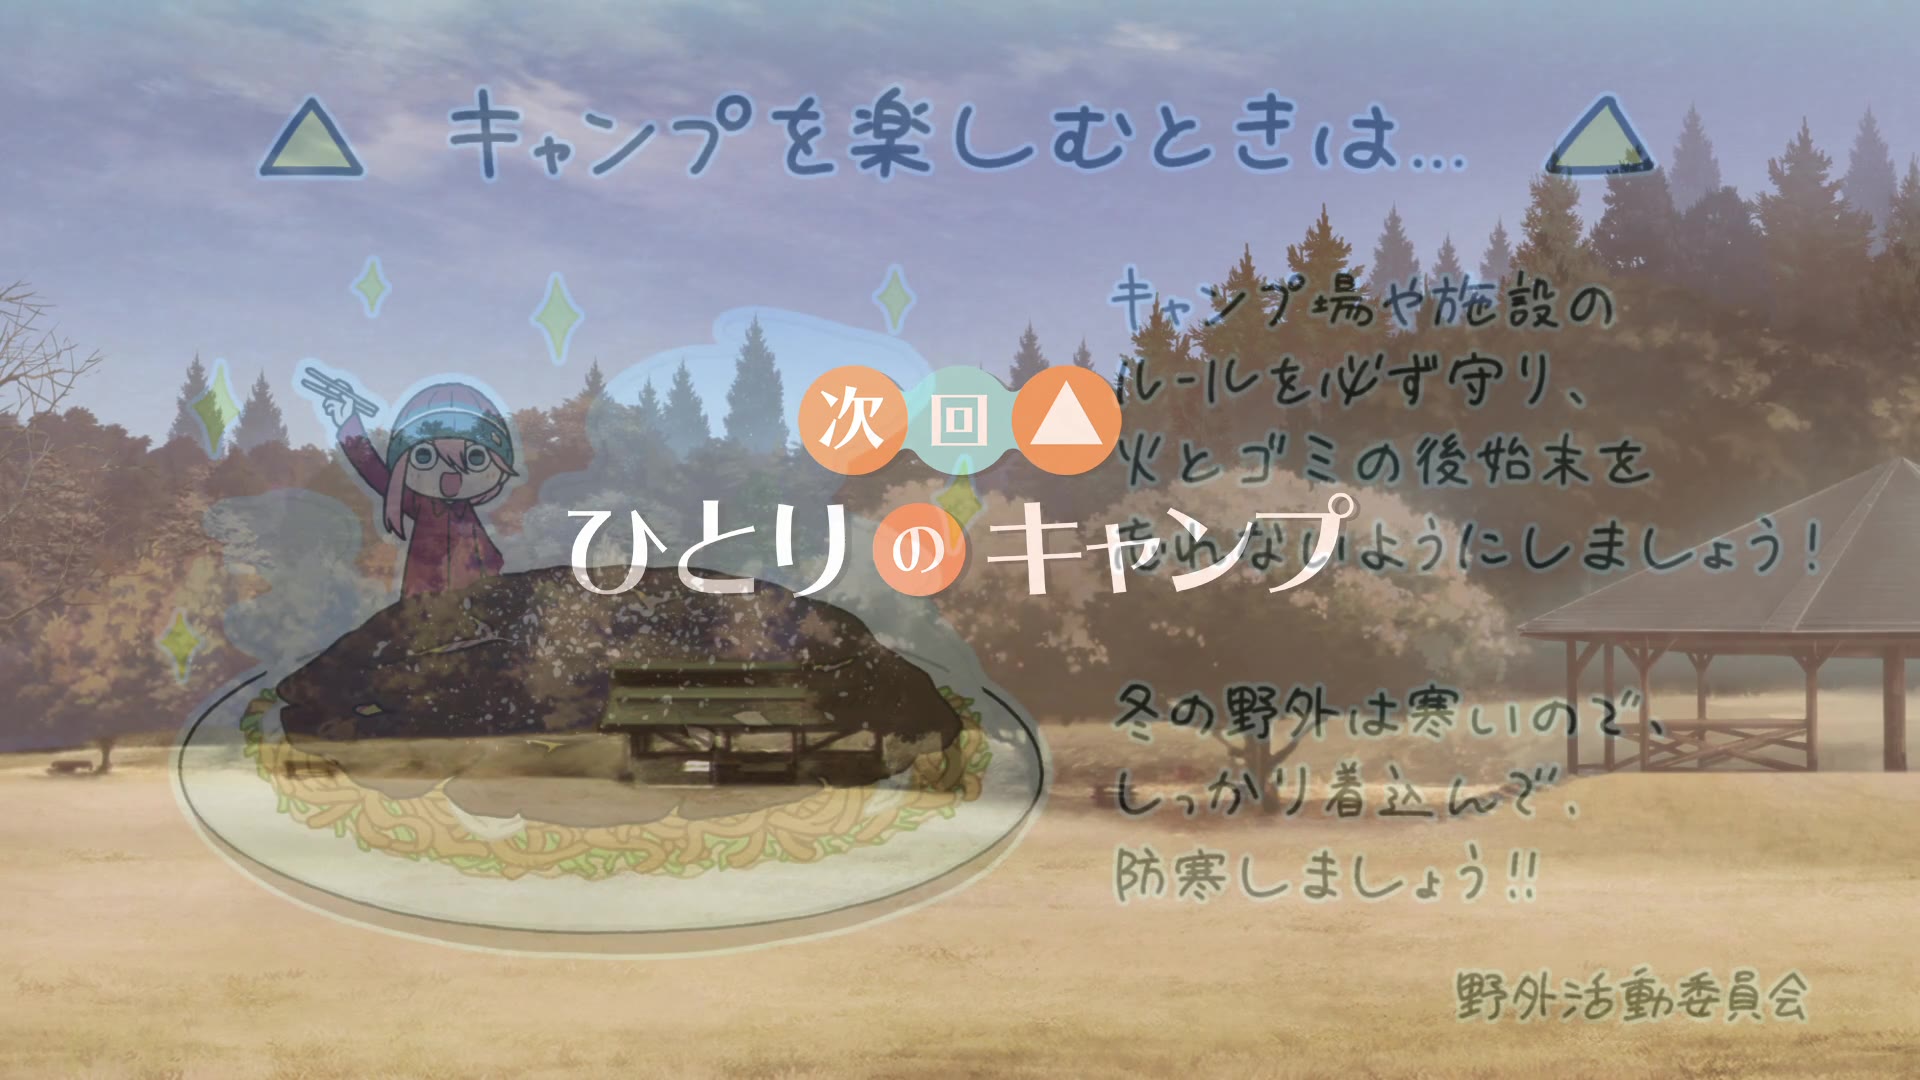 キャンプを楽しむときは…
次回
ひとりのキャンプ
キャンプ場や施設の
ルールを必ず守り、
火とゴミの後始末を
忘れないようにしましょう!
冬の野外は寒いので、
しっかり着込んで、
防寒しましょう!!
野外活動委員会